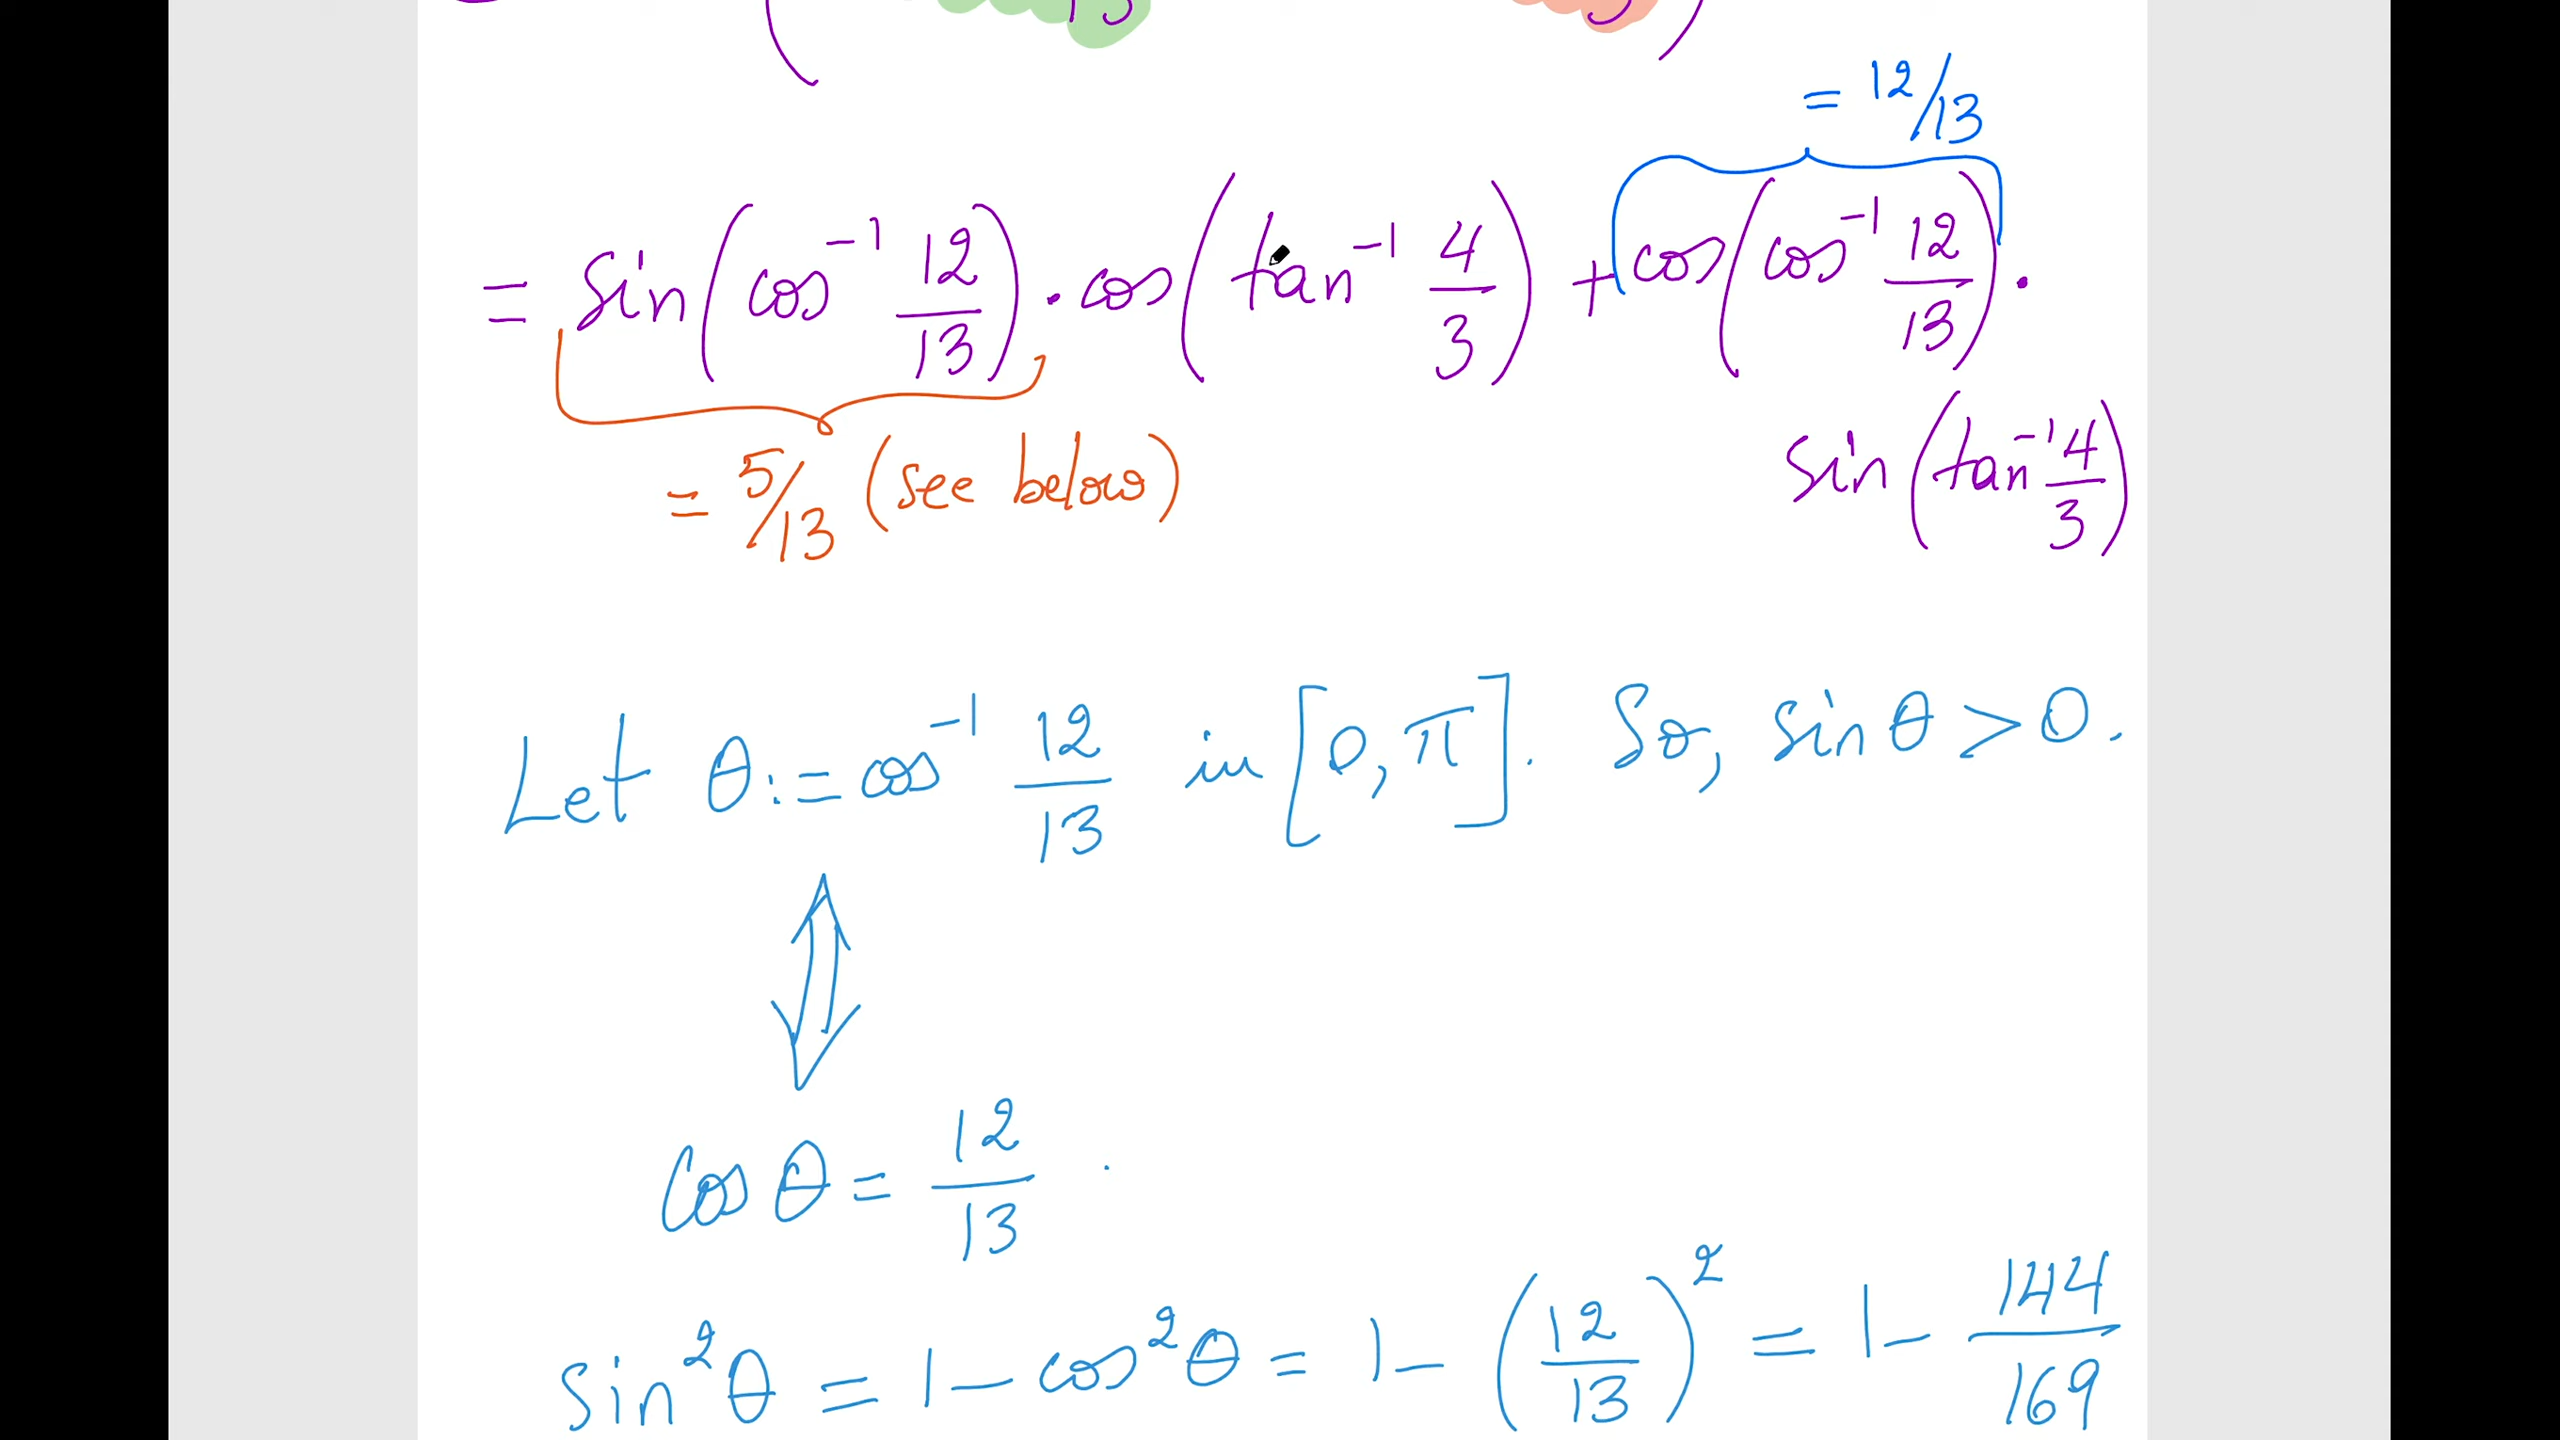 = 12/13
= sin(cos⁻¹ 12/13) · cos(tan⁻¹ 4/3) + cos(cos⁻¹ 12/13) ·
sin(tan⁻¹ 4/3)
= 5/13 (see below)
Let θ := cos⁻¹ 12/13 in [0, π]. So, sin θ > 0.
cos θ = 12/13 .
sin²θ = 1 − cos²θ = 1 − (12/13)² = 1 − 144/169